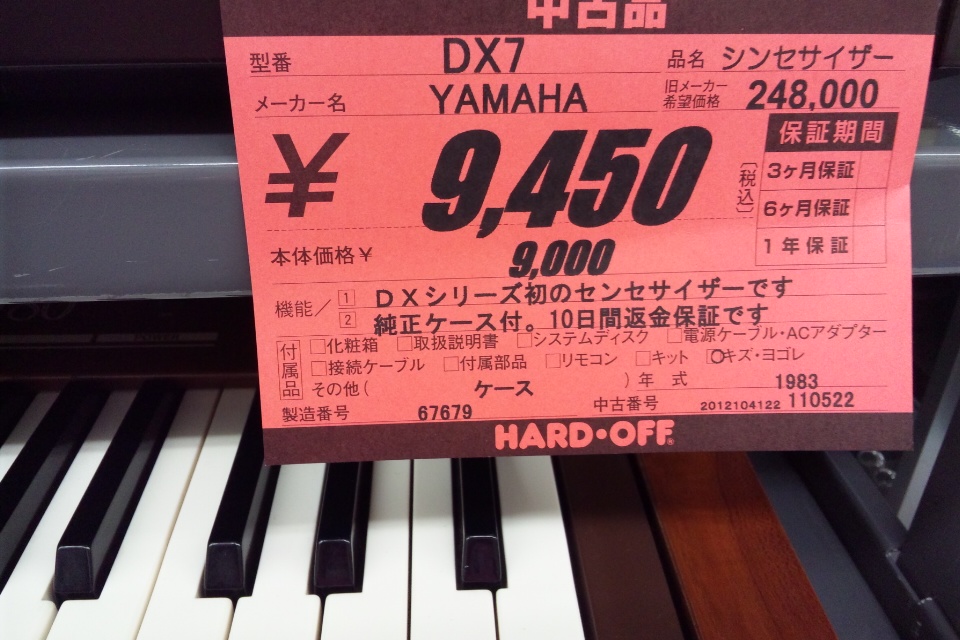 中古品
型番 DX7 品名 シンセサイザー
メーカー名 YAMAHA 旧メーカー希望価格 248,000
¥ 9,450 〔税込〕
保証期間
3ヶ月保証
6ヶ月保証
1年保証
本体価格¥ 9,000
機能／ 1 DXシリーズ初のセンセサイザーです
2 純正ケース付。10日間返金保証です
付属品 □化粧箱 □取扱説明書 □システムディスク □電源ケーブル・ACアダプター
□接続ケーブル □付属部品 □リモコン □キット □キズ・ヨゴレ
その他( ケース ) 年式 1983
製造番号 67679 中古番号 2012104122 110522
HARD・OFF®